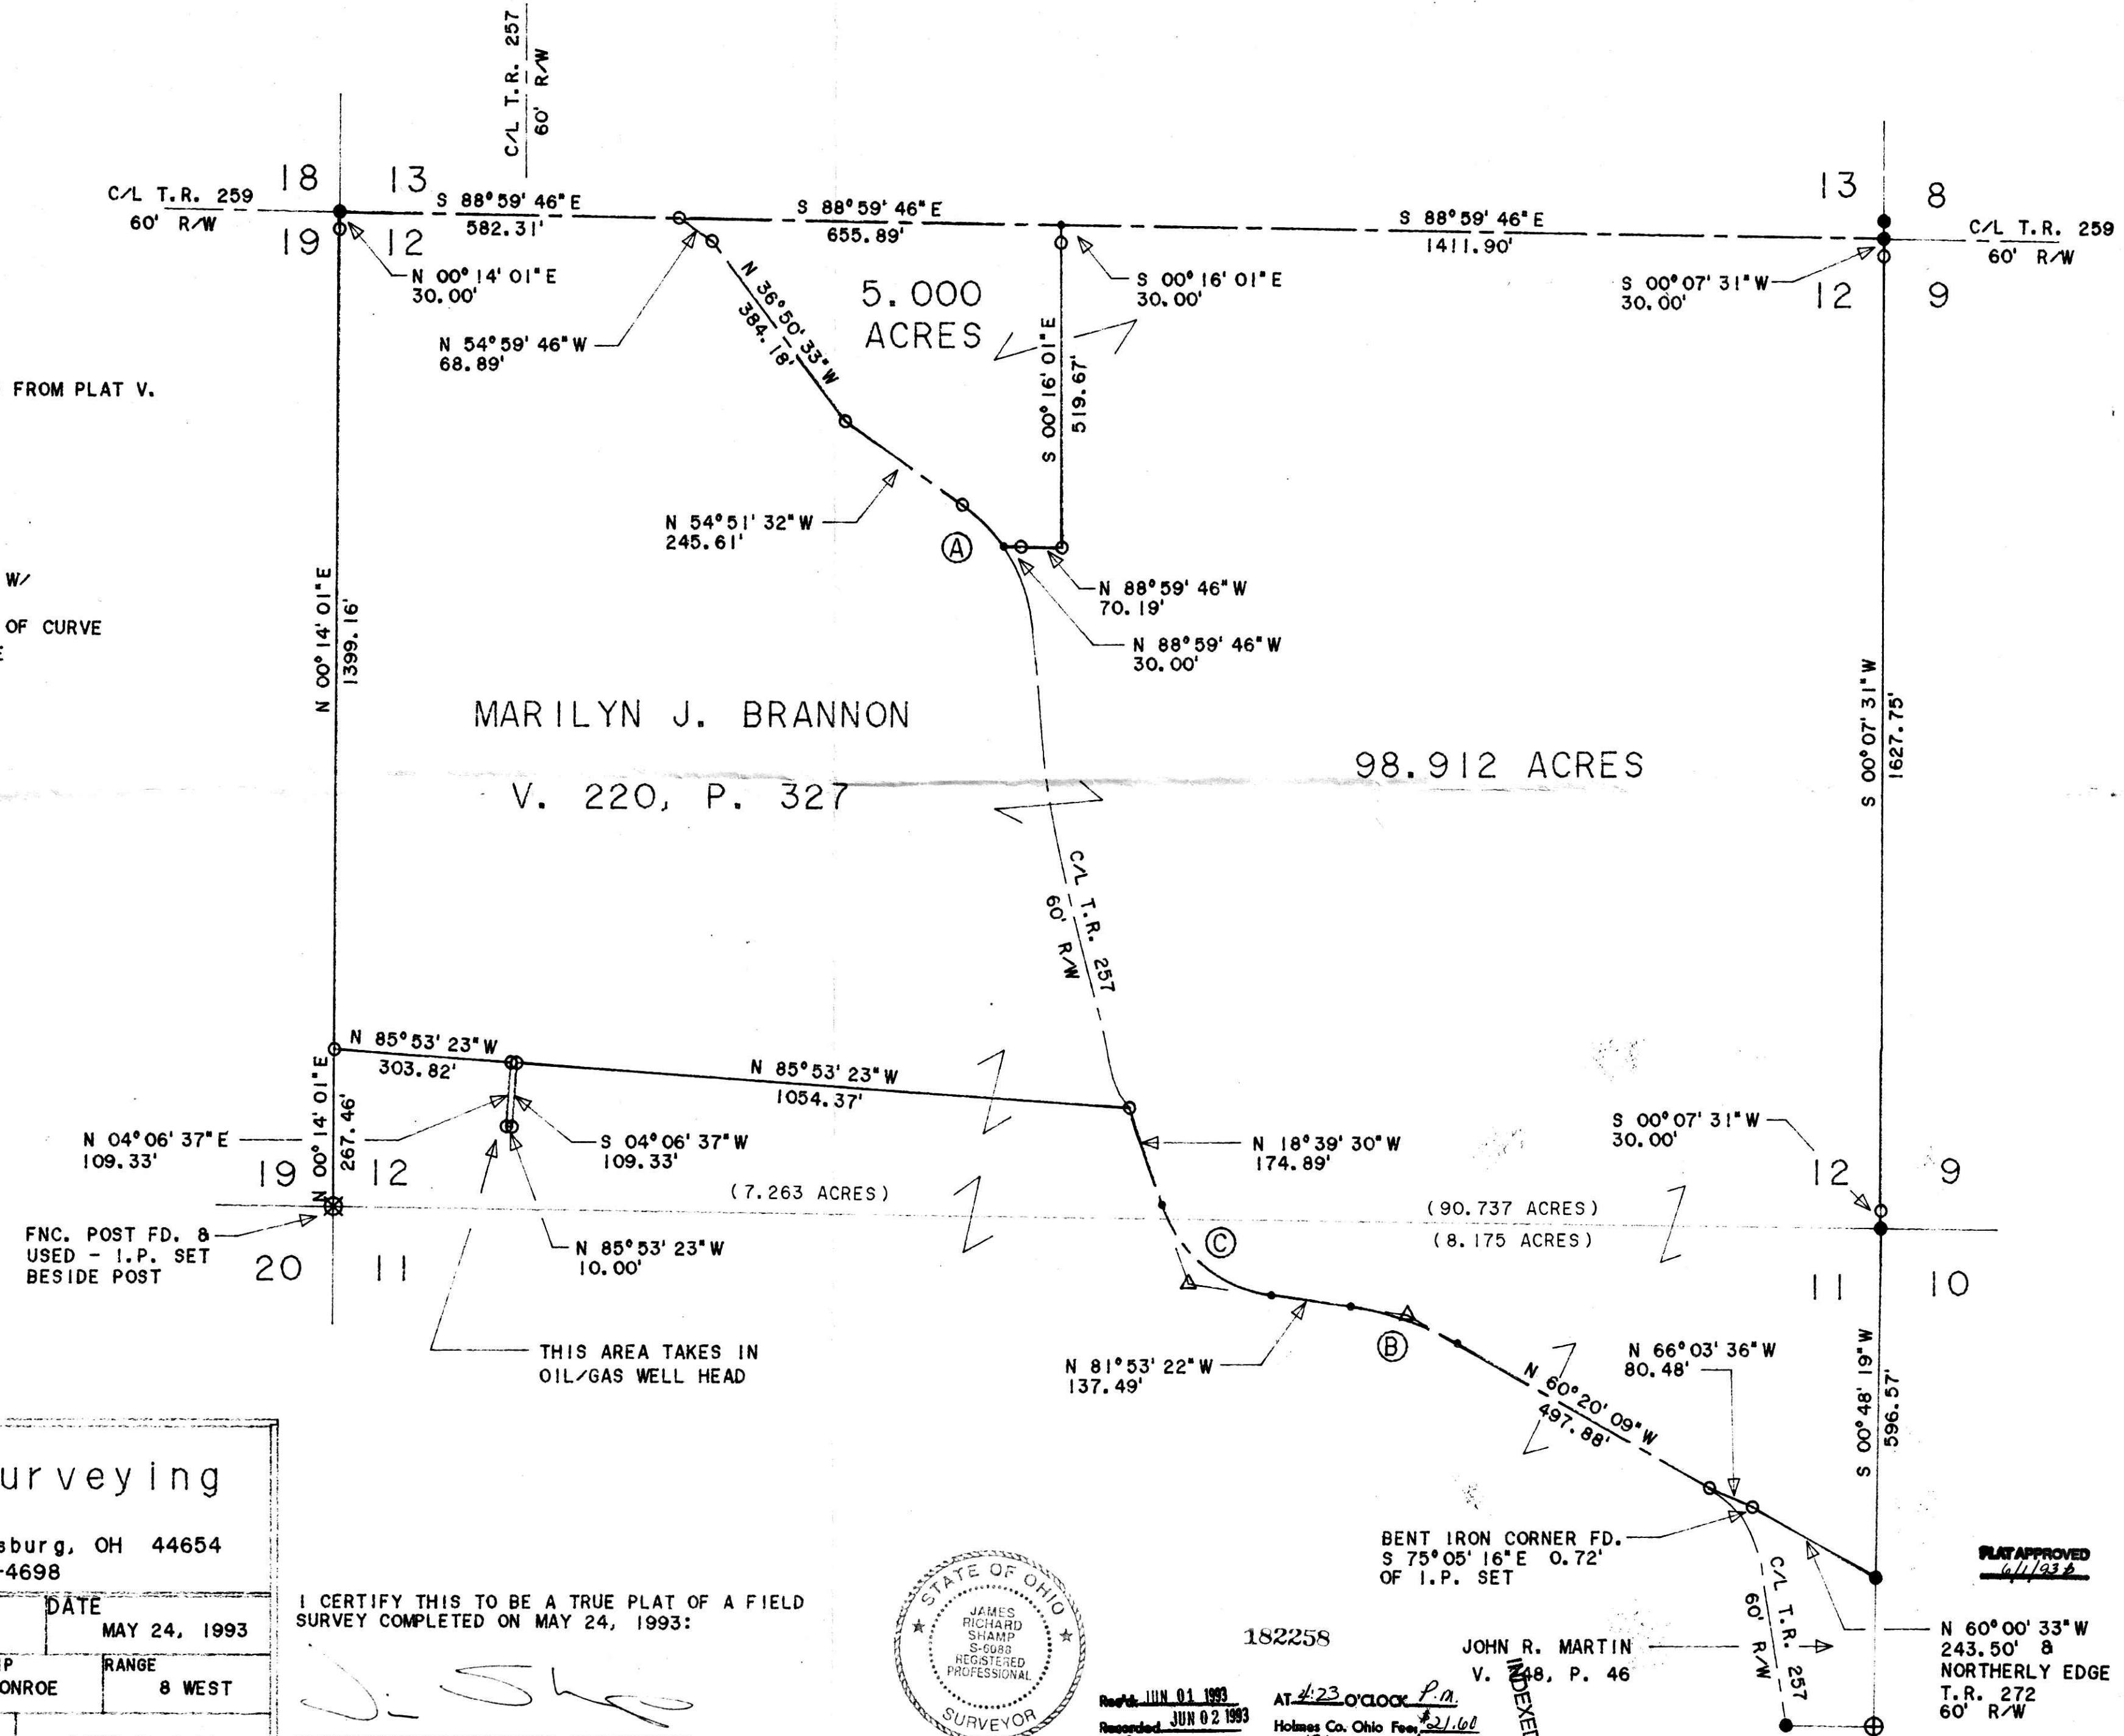 C/L T.R. 257
60' R/W
18
13
C/L T.R. 259
60' R/W
19
12
S 88°59'46"E
582.31'
S 88°59'46"E
655.89'
S 88°59'46"E
1411.90'
13
8
C/L T.R. 259
60' R/W
12
9
N 00°14'01"E
30.00'
S 00°16'01"E
30.00'
S 00°07'31"W
30.00'
5.000
ACRES
N 54°59'46"W
68.89'
N 36°50'33"W
384.18'
S 00°16'01"E
519.67'
FROM PLAT V.
N 54°51'32"W
245.61'
A
N 88°59'46"W
70.19'
N 88°59'46"W
30.00'
W/
OF CURVE
N 00°14'01"E
1399.16'
MARILYN J. BRANNON
V. 220, P. 327
98.912 ACRES
S 00°07'31"W
1627.75'
C/L T.R. 257
60' R/W
N 85°53'23"W
303.82'
N 85°53'23"W
1054.37'
N 00°14'01"E
267.46'
N 04°06'37"E
109.33'
S 04°06'37"W
109.33'
N 18°39'30"W
174.89'
S 00°07'31"W
30.00'
19
12
(7.263 ACRES)
(90.737 ACRES)
(8.175 ACRES)
12
9
FNC. POST FD. &
USED - I.P. SET
BESIDE POST
20
11
N 85°53'23"W
10.00'
C
11
10
THIS AREA TAKES IN
OIL/GAS WELL HEAD
N 81°53'22"W
137.49'
B
N 66°03'36"W
80.48'
N 60°20'09"W
497.88'
S 00°48'19"W
596.57'
BENT IRON CORNER FD.
S 75°05'16"E 0.72'
OF I.P. SET
PLAT APPROVED
6/1/93
C/L T.R. 257
60' R/W
N 60°00'33"W
243.50' &
NORTHERLY EDGE
T.R. 272
60' R/W
JOHN R. MARTIN
V. 248, P. 46
INDEXED
urveying
sburg, OH 44654
-4698
DATE
MAY 24, 1993
P
ONROE
RANGE
8 WEST
I CERTIFY THIS TO BE A TRUE PLAT OF A FIELD
SURVEY COMPLETED ON MAY 24, 1993:
STATE OF OHIO
JAMES
RICHARD
SHAMP
S-6088
REGISTERED
PROFESSIONAL
SURVEYOR
182258
Rec'd. JUN 01 1993 AT 4:23 O'CLOCK P.M.
Recorded JUN 02 1993 Holmes Co. Ohio Fee, $21.60